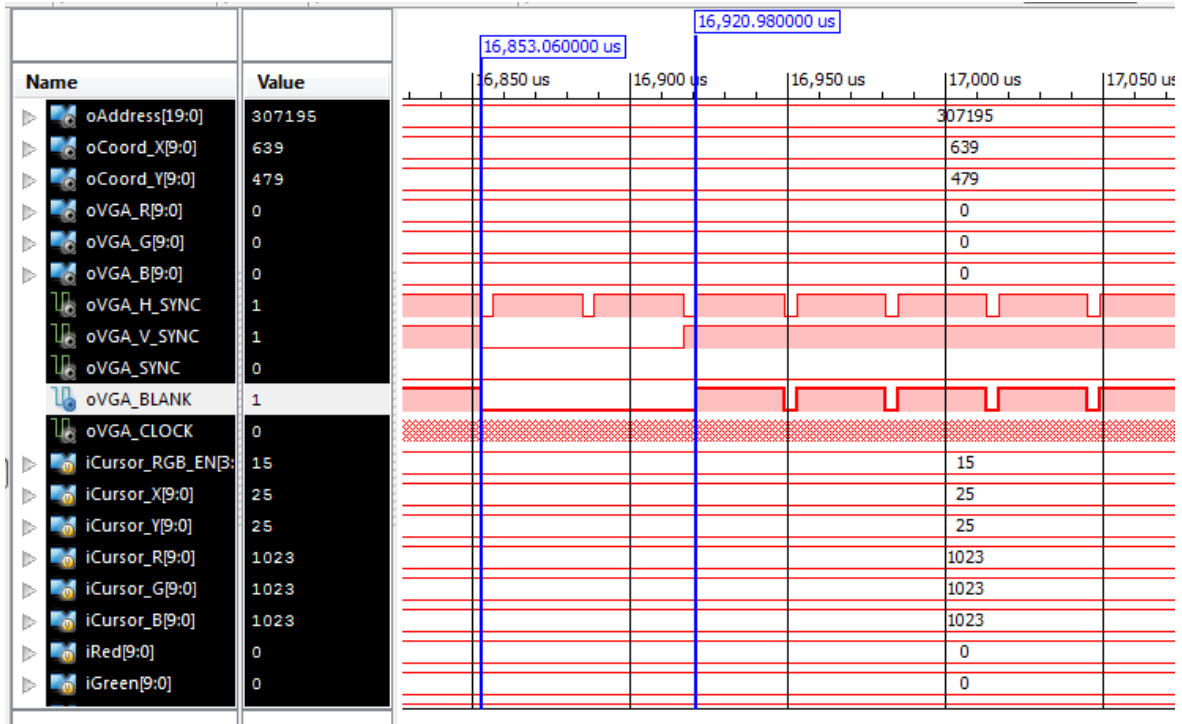 16,920.980000 us
16,853.060000 us
Name Value 16,850 us 16,900 us 16,950 us 17,000 us 17,050 us
oAddress[19:0] 307195 307195
oCoord_X[9:0] 639 639
oCoord_Y[9:0] 479 479
oVGA_R[9:0] 0 0
oVGA_G[9:0] 0 0
oVGA_B[9:0] 0 0
oVGA_H_SYNC 1
oVGA_V_SYNC 1
oVGA_SYNC 0
oVGA_BLANK 1
oVGA_CLOCK 0
iCursor_RGB_EN[3: 15 15
iCursor_X[9:0] 25 25
iCursor_Y[9:0] 25 25
iCursor_R[9:0] 1023 1023
iCursor_G[9:0] 1023 1023
iCursor_B[9:0] 1023 1023
iRed[9:0] 0 0
iGreen[9:0] 0 0